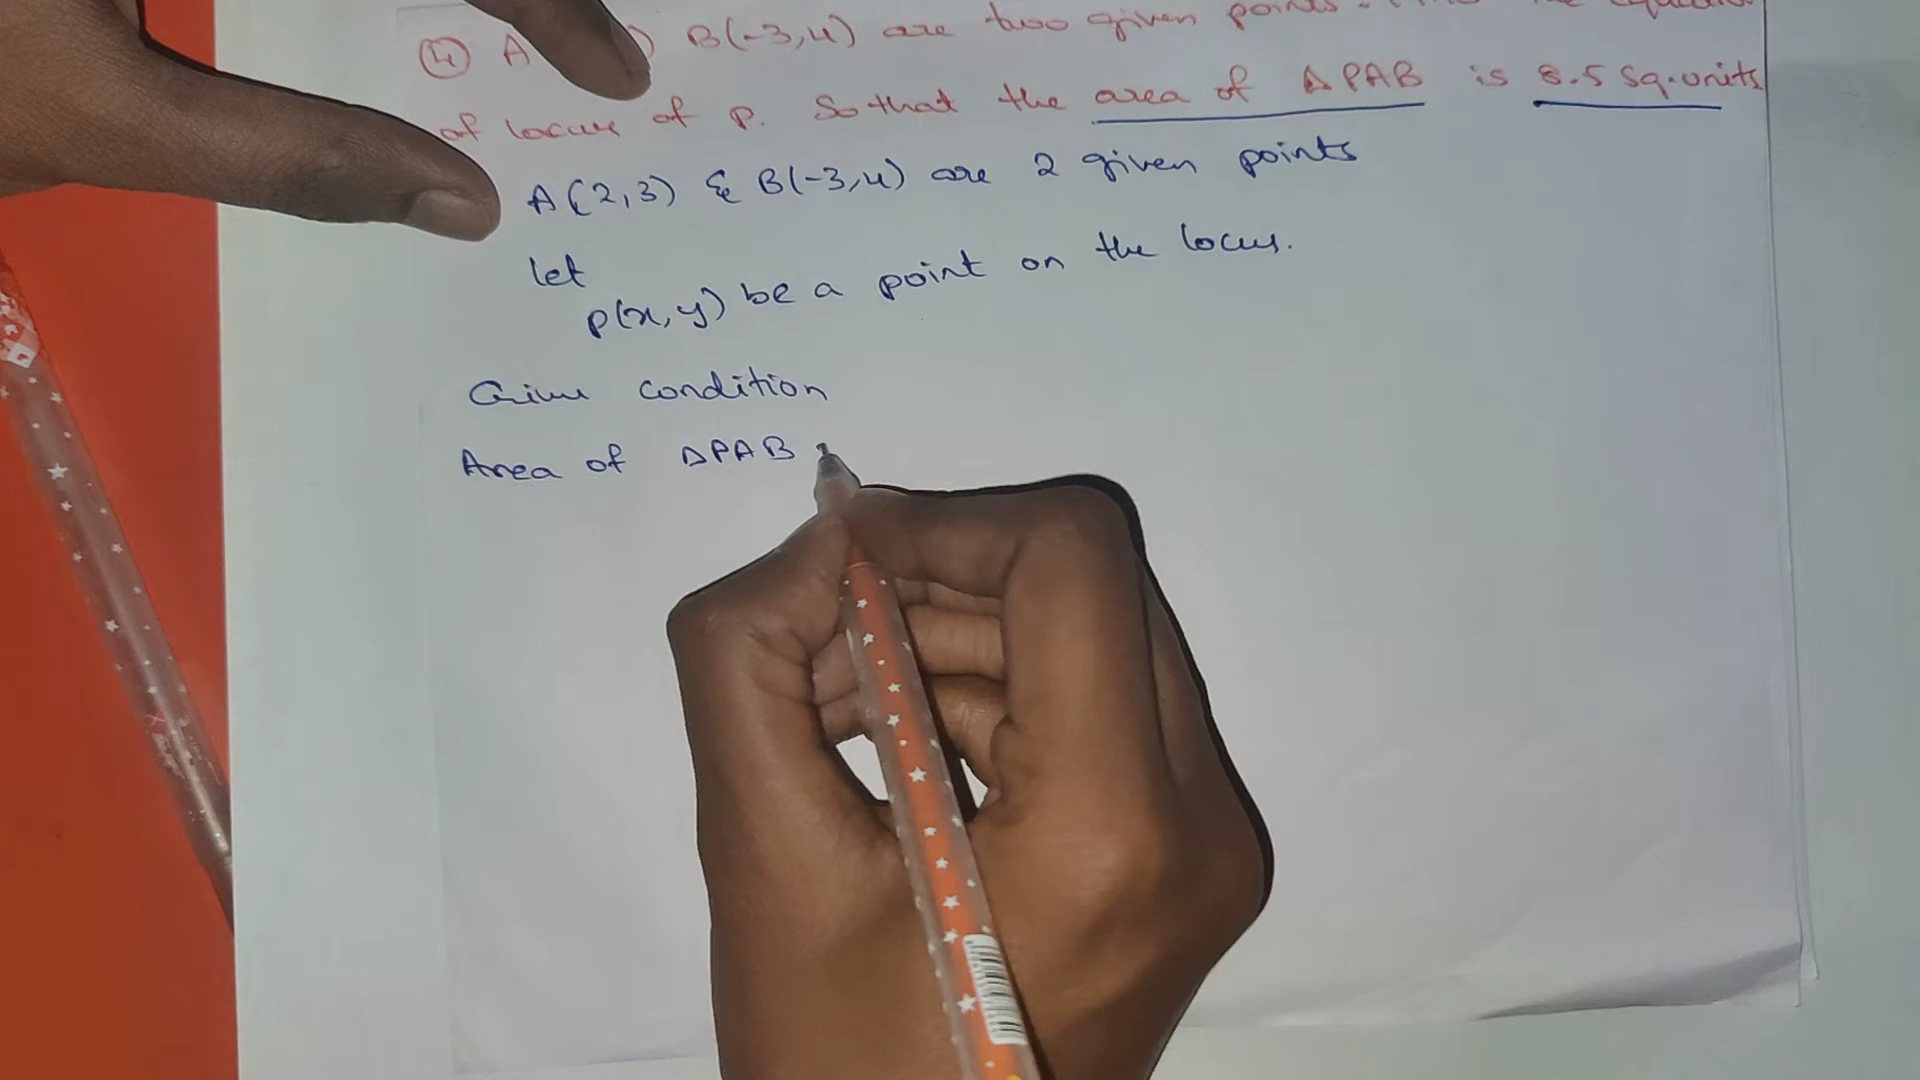 ④ A B(-3,4) are two given points.
of locus of P. So that the area of ΔPAB is 8.5 sq.units
A(2,3) & B(-3,4) are 2 given points
let
P(x,y) be a point on the locus.
Give condition
Area of ΔPAB